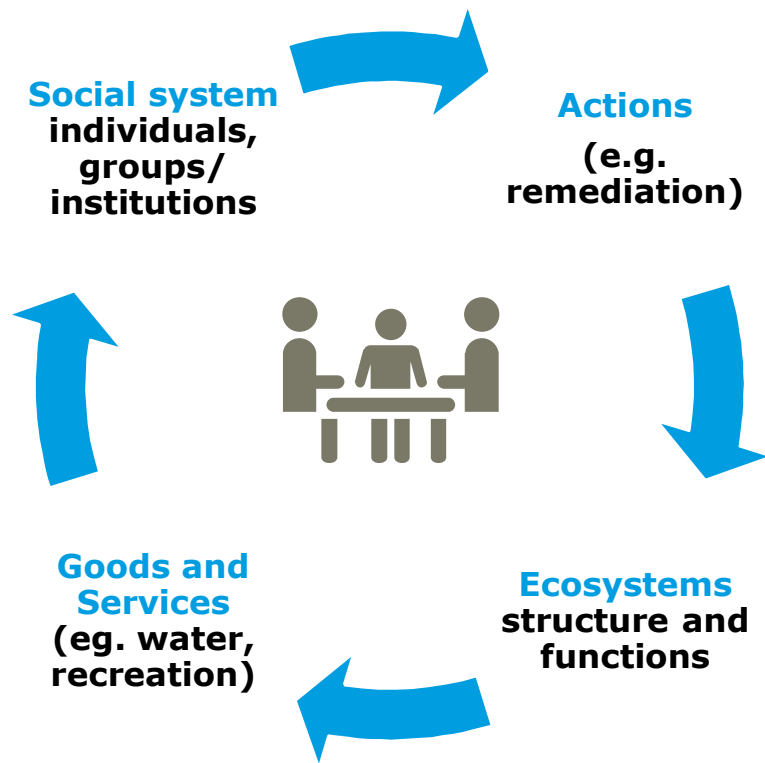 Social system
individuals,
groups/
institutions
Actions
(e.g.
remediation)
Goods and
Services
(eg. water,
recreation)
Ecosystems
structure and
functions